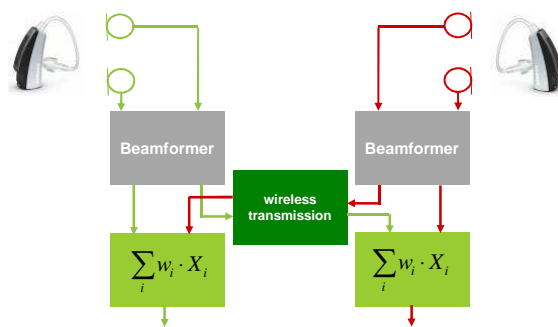 Beamformer
Beamformer
wireless
transmission
∑ᵢ wᵢ · Xᵢ
∑ᵢ wᵢ · Xᵢ